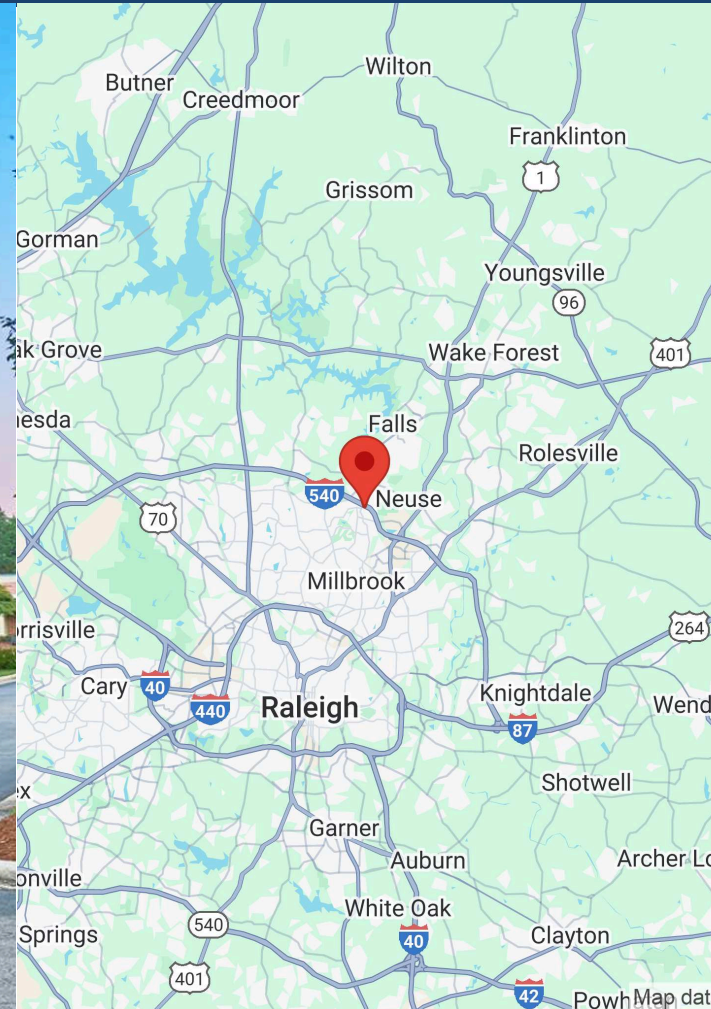 Wilton
Butner
Creedmoor
Franklinton
1
Grissom
Gorman
Youngsville
96
k Grove
Wake Forest
401
esda
Falls
Rolesville
540
Neuse
70
Millbrook
264
rrisville
Cary
40
440
Raleigh
Knightdale
Wend
87
Shotwell
ex
Garner
Auburn
Archer Lo
onville
White Oak
540
Springs
40
Clayton
401
42
Powh
Map dat